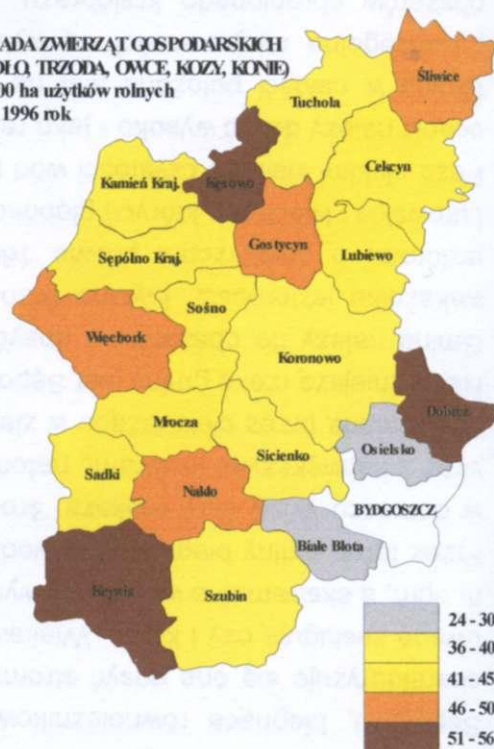 ADA ZWIERZĄT GOSPODARSKICH
DŁO, TRZODA, OWCE, KOZY, KONIE)
00 ha użytków rolnych
1996 rok
Śliwice
Tuchola
Cekcyn
Kamień Kraj.
Kęsowo
Gostycyn
Lubiewo
Sępólno Kraj.
Sośno
Więcbork
Koronowo
Dobrcz
Mrocza
Osielsko
Sicienko
Sadki
Nakło
BYDGOSZCZ
Białe Błota
Kcynia
Szubin
24 - 30
36 - 40
41 - 45
46 - 50
51 - 56